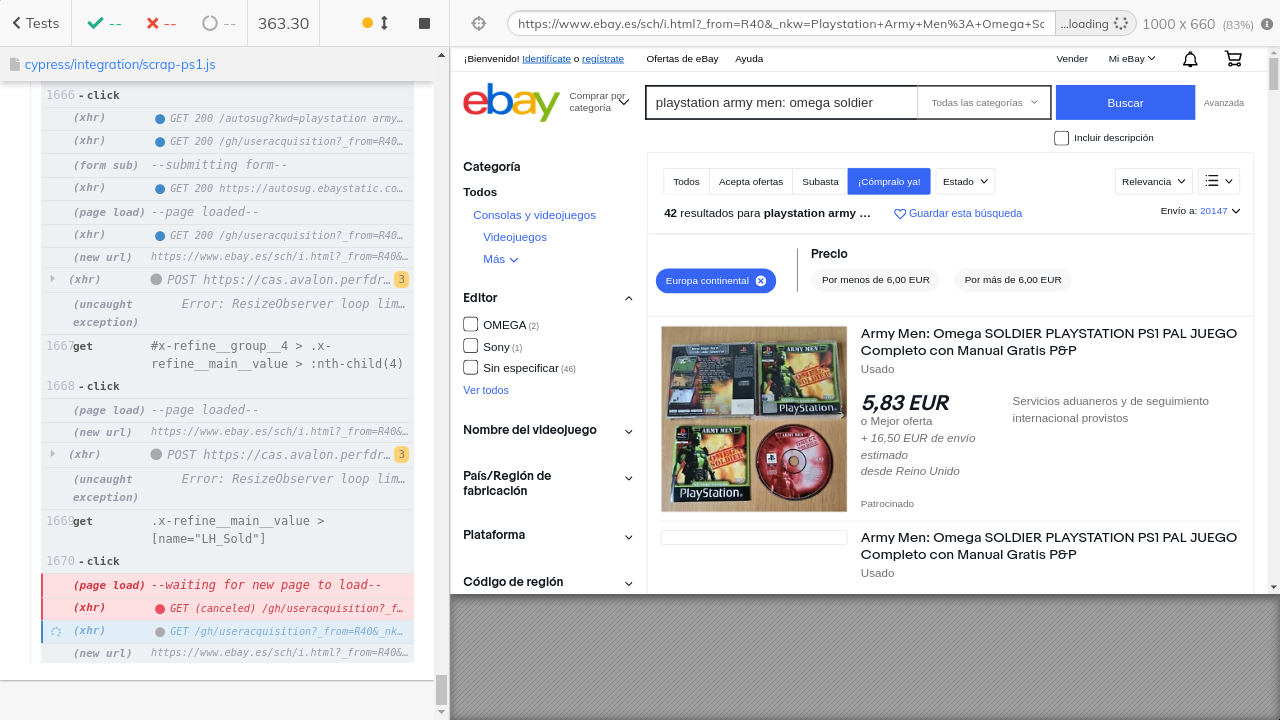 Tests
--
--
--
363.30
https://www.ebay.es/sch/i.html?_from=R40&_nkw=Playstation+Army+Men%3A+Omega+Sc
...loading
1000 x 660 (83%)
cypress/integration/scrap-ps1.js
1666 - click
(xhr) GET 200 /autosug?kwd=playstation army…
(xhr) GET 200 /gh/useracquisition?_from=R40…
(form sub) --submitting form--
(xhr) GET 304 https://autosug.ebaystatic.co…
(page load) --page loaded--
(xhr) GET 200 /gh/useracquisition?_from=R40…
(new url) https://www.ebay.es/sch/i.html?_from=R40&…
(xhr) POST https://cas.avalon.perfdr… 3
(uncaught exception) Error: ResizeObserver loop lim…
1667 get #x-refine__group__4 > .x-
refine__main__value > :nth-child(4)
1668 - click
(page load) --page loaded--
(new url) https://www.ebay.es/sch/i.html?_from=R40&…
(xhr) POST https://cas.avalon.perfdr… 3
(uncaught exception) Error: ResizeObserver loop lim…
1669 get .x-refine__main__value >
[name="LH_Sold"]
1670 - click
(page load) --waiting for new page to load--
(xhr) GET (canceled) /gh/useracquisition?_f…
(xhr) GET /gh/useracquisition?_from=R40&_nk…
(new url) https://www.ebay.es/sch/i.html?_from=R40&…
¡Bienvenido! Identifícate o regístrate
Ofertas de eBay
Ayuda
Vender
Mi eBay
ebay
Comprar por
categoría
playstation army men: omega soldier
Todas las categorías
Buscar
Avanzada
Incluir descripción
Categoría
Todos
Consolas y videojuegos
Videojuegos
Más
Editor
OMEGA (2)
Sony (1)
Sin especificar (46)
Ver todos
Nombre del videojuego
País/Región de
fabricación
Plataforma
Código de región
Todos
Acepta ofertas
Subasta
¡Cómpralo ya!
Estado
Relevancia
42 resultados para playstation army ...
Guardar esta búsqueda
Envío a: 20147
Europa continental
Precio
Por menos de 6,00 EUR
Por más de 6,00 EUR
ARMY MEN
PlayStation
ARMY MEN
PlayStation
Army Men: Omega SOLDIER PLAYSTATION PS1 PAL JUEGO
Completo con Manual Gratis P&P
Usado
5,83 EUR
o Mejor oferta
+ 16,50 EUR de envío
estimado
desde Reino Unido
Servicios aduaneros y de seguimiento
internacional provistos
Patrocinado
Army Men: Omega SOLDIER PLAYSTATION PS1 PAL JUEGO
Completo con Manual Gratis P&P
Usado